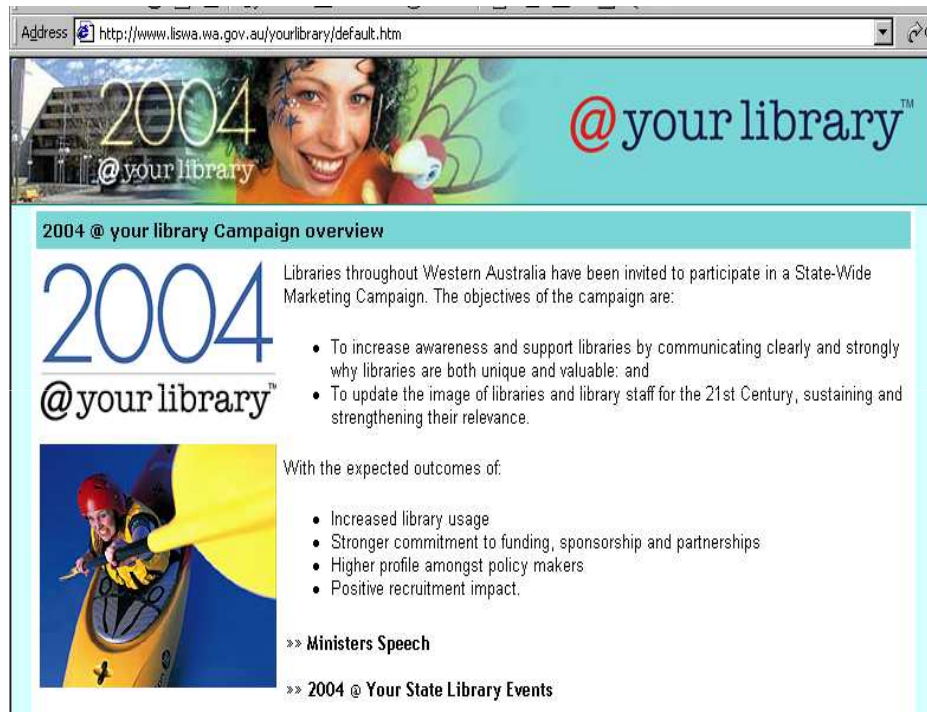 Address http://www.liswa.wa.gov.au/yourlibrary/default.htm
2004
@ your library
@ your library™
2004 @ your library Campaign overview
2004
@ your library™
Libraries throughout Western Australia have been invited to participate in a State-Wide
Marketing Campaign. The objectives of the campaign are:
• To increase awareness and support libraries by communicating clearly and strongly
why libraries are both unique and valuable: and
• To update the image of libraries and library staff for the 21st Century, sustaining and
strengthening their relevance.
With the expected outcomes of:
• Increased library usage
• Stronger commitment to funding, sponsorship and partnerships
• Higher profile amongst policy makers
• Positive recruitment impact.
»» Ministers Speech
»» 2004 @ Your State Library Events